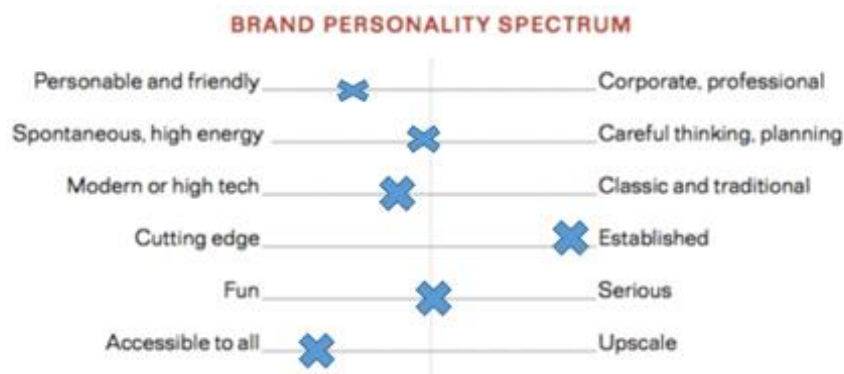 BRAND PERSONALITY SPECTRUM
Personable and friendly Corporate, professional
Spontaneous, high energy Careful thinking, planning
Modern or high tech Classic and traditional
Cutting edge Established
Fun Serious
Accessible to all Upscale